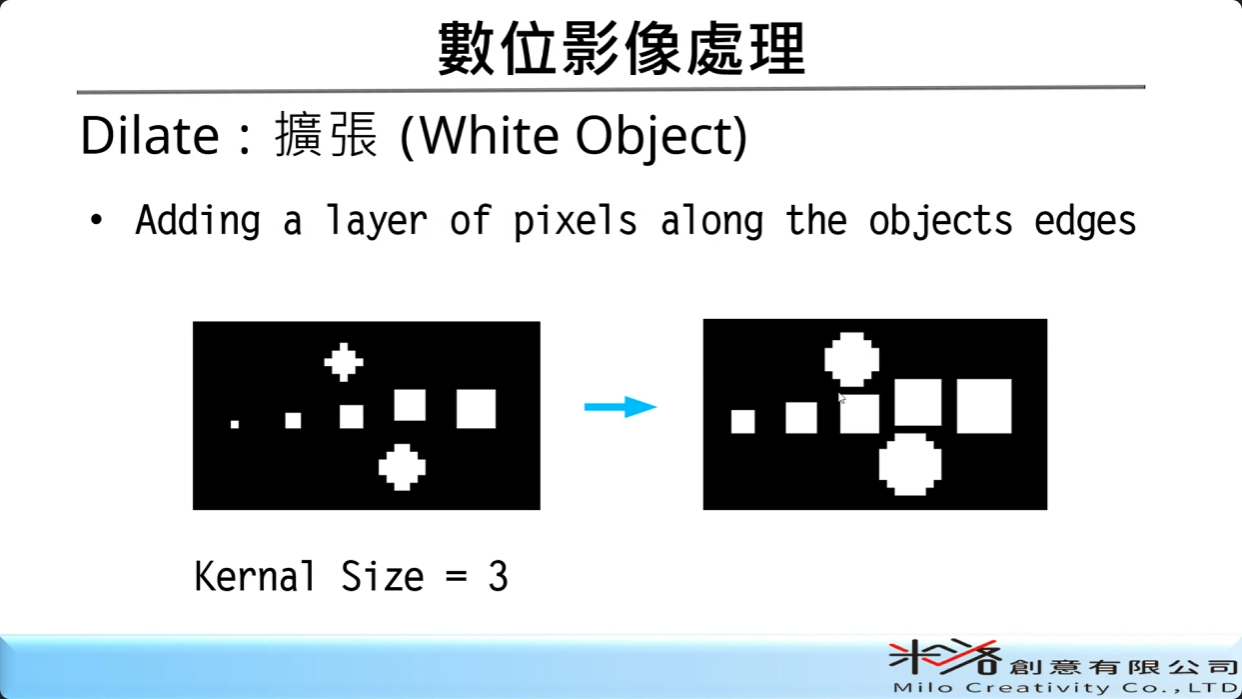 數位影像處理
Dilate：擴張 (White Object)
• Adding a layer of pixels along the objects edges
Kernal Size = 3
米洛創意有限公司
Milo Creativity Co.,LTD